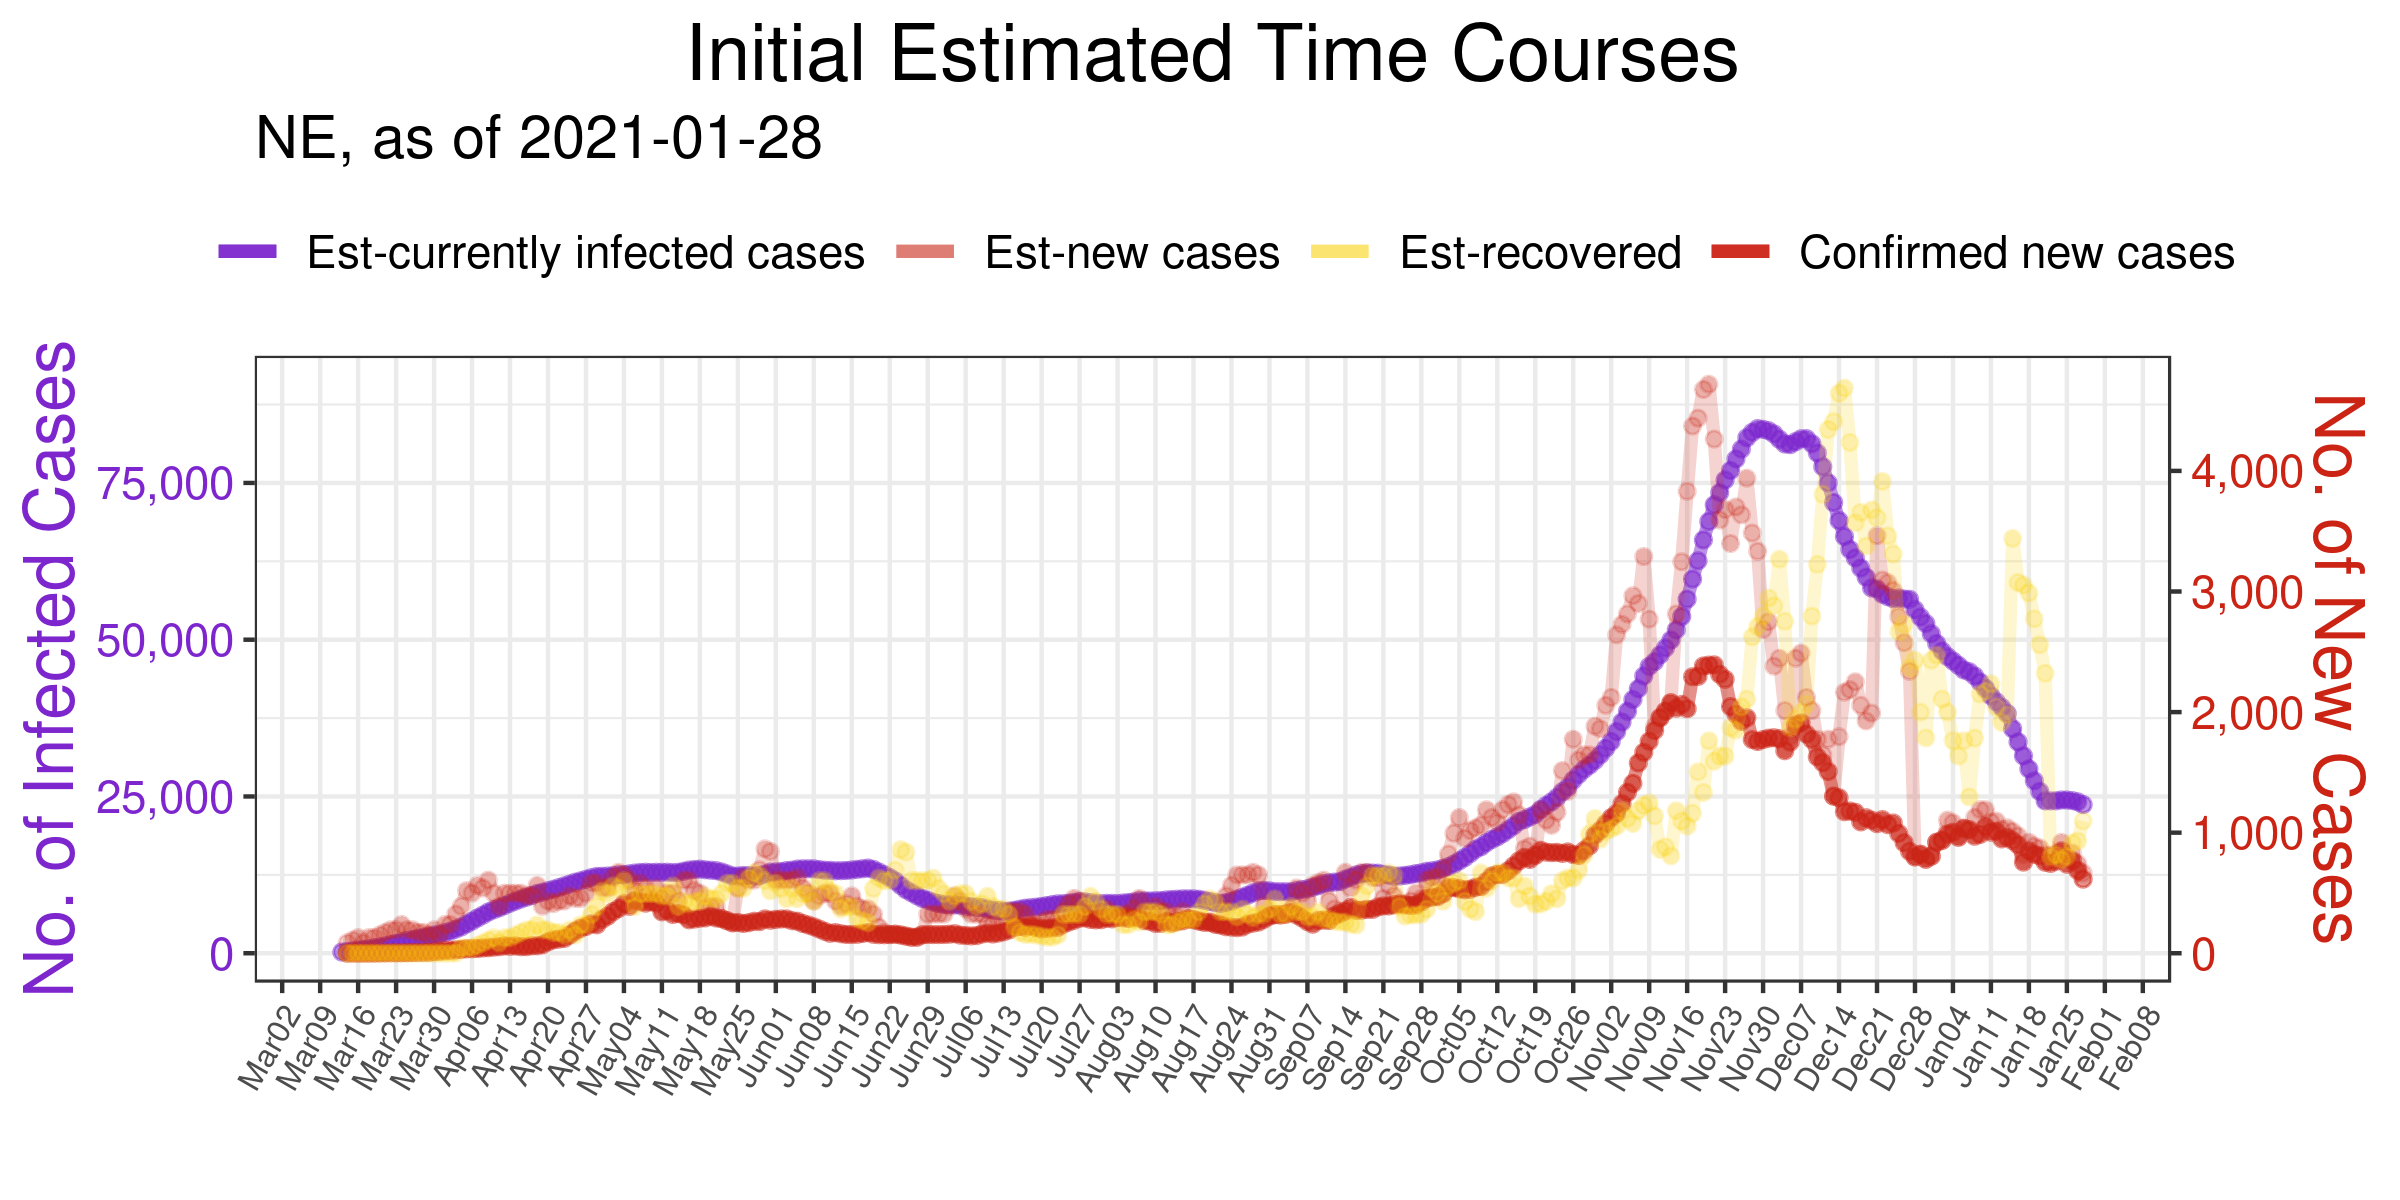 Initial Estimated Time Courses
NE, as of 2021-01-28
Est-currently infected cases
Est-new cases
Est-recovered
Confirmed new cases
No. of Infected Cases
75,000
50,000
25,000
0
4,000
3,000
2,000
1,000
0
No. of New Cases
Mar02
Mar09
Mar16
Mar23
Mar30
Apr06
Apr13
Apr20
Apr27
May04
May11
May18
May25
Jun01
Jun08
Jun15
Jun22
Jun29
Jul06
Jul13
Jul20
Jul27
Aug03
Aug10
Aug17
Aug24
Aug31
Sep07
Sep14
Sep21
Sep28
Oct05
Oct12
Oct19
Oct26
Nov02
Nov09
Nov16
Nov23
Nov30
Dec07
Dec14
Dec21
Dec28
Dec04
Jan11
Jan18
Jan25
Feb01
Feb08